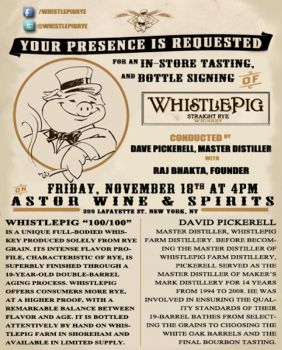 /WHISTLEPIGRYE
@WHISTLEPIGRYE
YOUR PRESENCE IS REQUESTED
FOR AN IN-STORE TASTING,
AND BOTTLE SIGNING OF
WHISTLEPIG
STRAIGHT RYE
WHISKEY
CONDUCTED BY
DAVE PICKERELL, MASTER DISTILLER
WITH
RAJ BHAKTA, FOUNDER
ON FRIDAY, NOVEMBER 18TH AT 4PM
ASTOR WINE & SPIRITS
399 LAFAYETTE ST. NEW YORK, NY
WHISTLEPIG "100/100"
IS A UNIQUE FULL-BODIED WHIS-
KEY PRODUCED SOLELY FROM RYE
GRAIN. ITS INTENSE FLAVOR PRO-
FILE, CHARACTERISTIC OF RYE, IS
SUPERBLY FINISHED THROUGH A
10-YEAR-OLD DOUBLE-BARREL
AGING PROCESS. WHISTLEPIG
OFFERS CONSUMERS MORE RYE,
AT A HIGHER PROOF, WITH A
REMARKABLE BALANCE BETWEEN
FLAVOR AND AGE. IT IS BOTTLED
ATTENTIVELY BY HAND ON WHIS-
TLEPIG FARM IN SHOREHAM AND
AVAILABLE IN LIMITED SUPPLY.
DAVID PICKERELL
MASTER DISTILLER, WHISTLEPIG
FARM DISTILLERY. BEFORE BECOM-
ING THE MASTER DISTILLER OF
WHISTLEPIG FARM DISTILLERY,
PICKERELL SERVED AS THE
MASTER DISTILLER OF MAKER'S
MARK DISTILLERY FOR 14 YEARS
FROM 1994 TO 2008. HE WAS
INVOLVED IN ENSURING THE QUAL-
ITY STANDARDS OF THEIR
19-BARREL BATHES FROM SELECT-
ING THE GRAINS TO CHOOSING THE
WHITE OAK BARRELS AND THE
FINAL BOURBON TASTING.